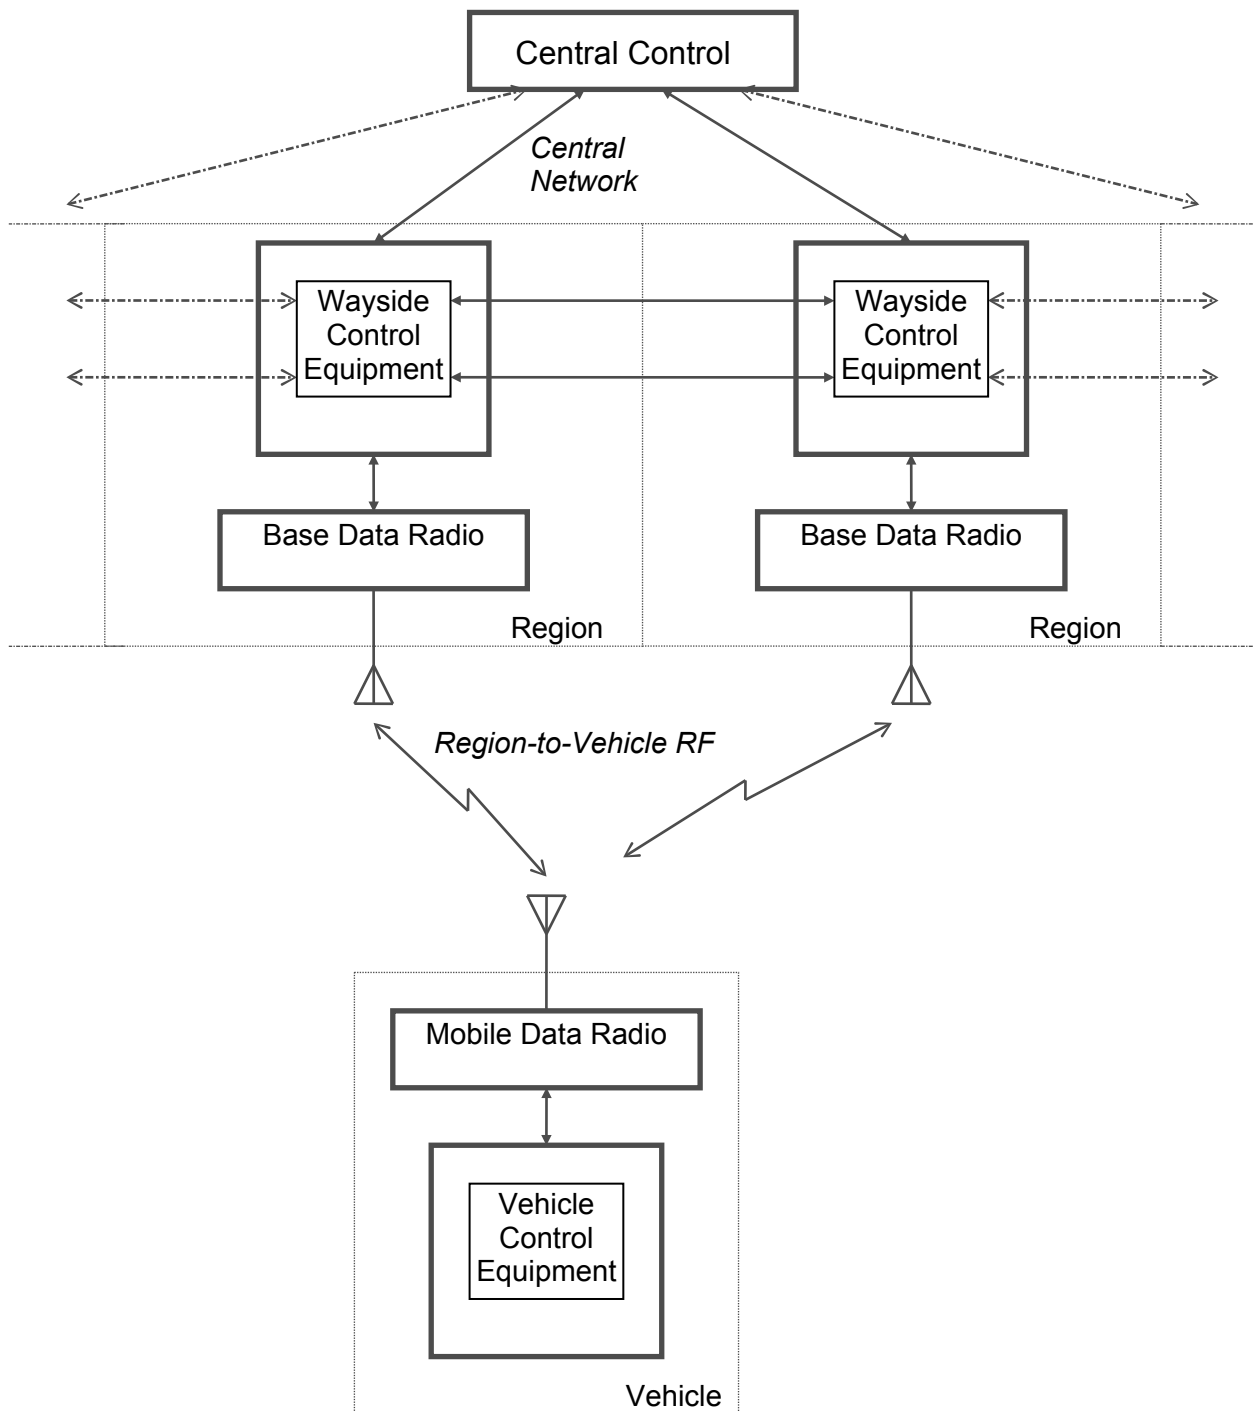 Central Control
Central
Network
Wayside
Control
Equipment
Wayside
Control
Equipment
Base Data Radio
Base Data Radio
Region
Region
Region-to-Vehicle RF
Mobile Data Radio
Vehicle
Control
Equipment
Vehicle